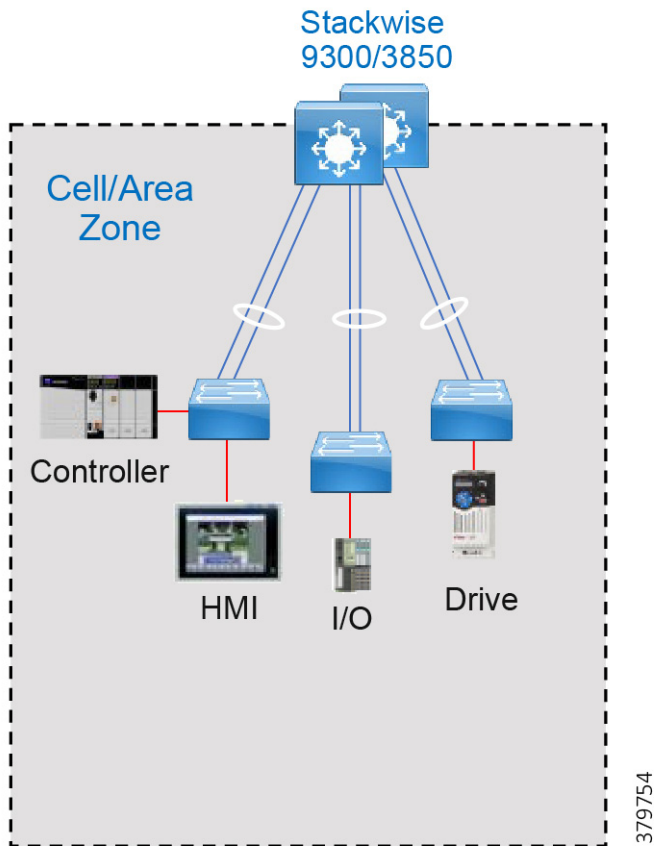 Stackwise
9300/3850
Cell/Area
Zone
Controller
HMI
I/O
Drive
379754